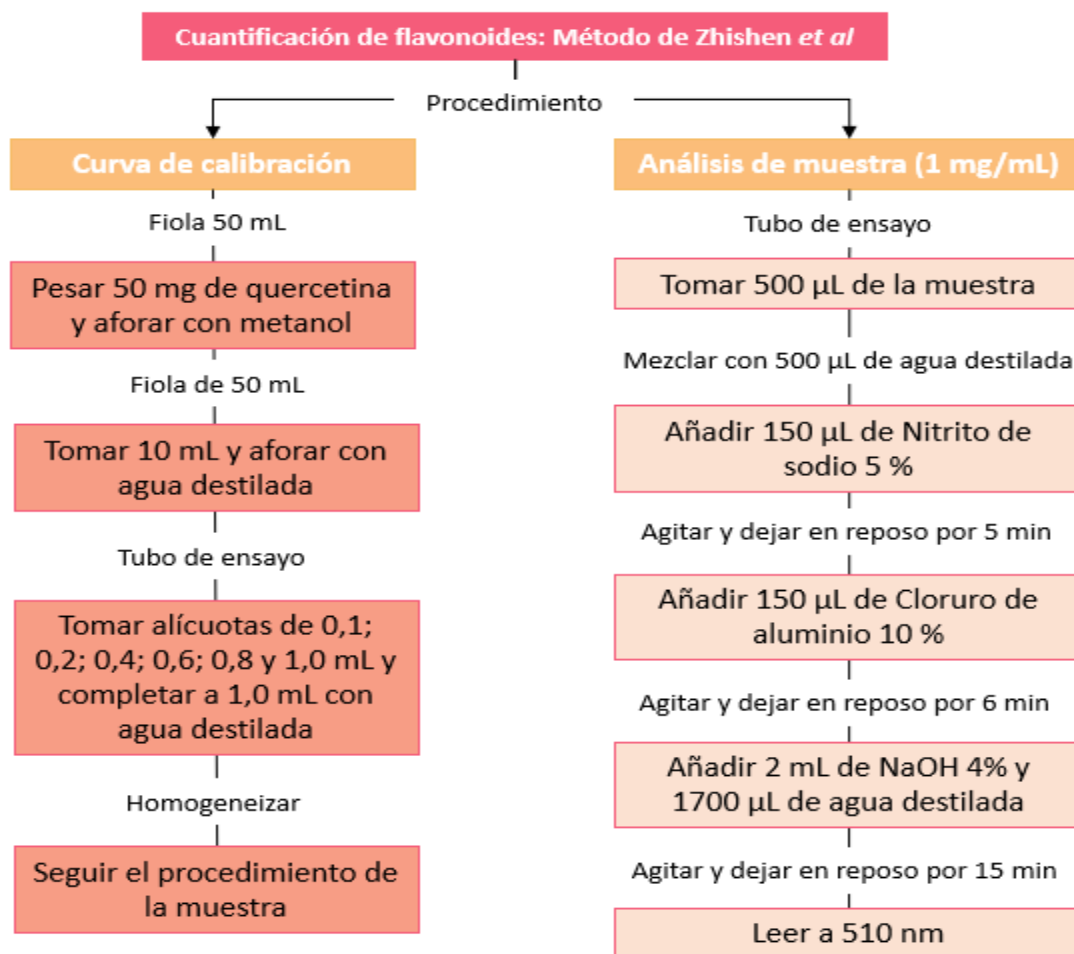 Cuantificación de flavonoides: Método de Zhishen et al
Procedimiento
Curva de calibración
Fiola 50 mL
Pesar 50 mg de quercetina
y aforar con metanol
Fiola de 50 mL
Tomar 10 mL y aforar con
agua destilada
Tubo de ensayo
Tomar alícuotas de 0,1;
0,2; 0,4; 0,6; 0,8 y 1,0 mL y
completar a 1,0 mL con
agua destilada
Homogeneizar
Seguir el procedimiento de
la muestra
Análisis de muestra (1 mg/mL)
Tubo de ensayo
Tomar 500 µL de la muestra
Mezclar con 500 µL de agua destilada
Añadir 150 µL de Nitrito de
sodio 5 %
Agitar y dejar en reposo por 5 min
Añadir 150 µL de Cloruro de
aluminio 10 %
Agitar y dejar en reposo por 6 min
Añadir 2 mL de NaOH 4% y
1700 µL de agua destilada
Agitar y dejar en reposo por 15 min
Leer a 510 nm